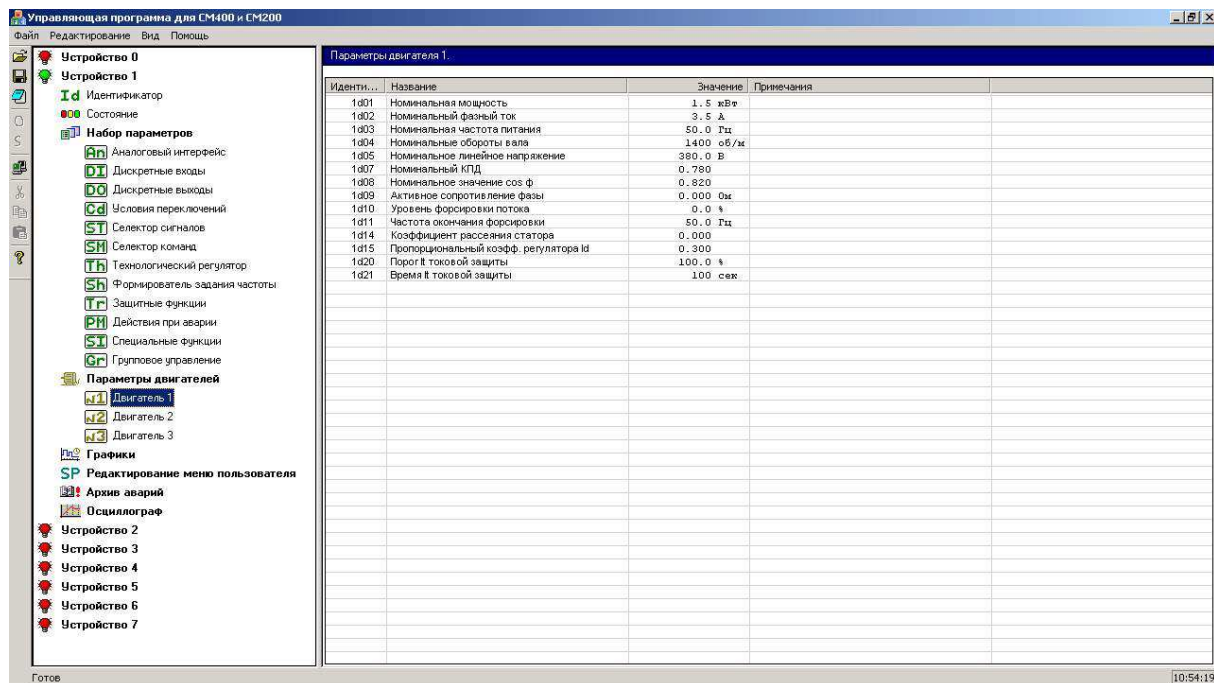 Управляющая программа для СМ400 и СМ200
Файл Редактирование Вид Помощь
Устройство 0
Устройство 1
Id Идентификатор
Состояние
Набор параметров
An Аналоговый интерфейс
DI Дискретные входы
DO Дискретные выходы
Cd Условия переключений
ST Селектор сигналов
SM Селектор команд
Th Технологический регулятор
Sh Формирователь задания частоты
Tr Защитные функции
PM Действия при аварии
SI Специальные функции
Gr Групповое управление
Параметры двигателей
1 Двигатель 1
2 Двигатель 2
3 Двигатель 3
Графики
SP Редактирование меню пользователя
Архив аварий
Осциллограф
Устройство 2
Устройство 3
Устройство 4
Устройство 5
Устройство 6
Устройство 7
Параметры двигателя 1.
Иденти... Название Значение Примечания
1d01 Номинальная мощность 1.5 кВт
1d02 Номинальный фазный ток 3.5 А
1d03 Номинальная частота питания 50.0 Гц
1d04 Номинальные обороты вала 1400 об/м
1d05 Номинальное линейное напряжение 380.0 В
1d07 Номинальный КПД 0.780
1d08 Номинальное значение cos ф 0.820
1d09 Активное сопротивление фазы 0.000 Ом
1d10 Уровень форсировки потока 0.0 %
1d11 Частота окончания форсировки 50.0 Гц
1d14 Коэффициент рассеяния статора 0.000
1d15 Пропорциональный коэфф. регулятора Id 0.300
1d20 Порог It токовой защиты 100.0 %
1d21 Время It токовой защиты 100 сек
Готов
10:54:19